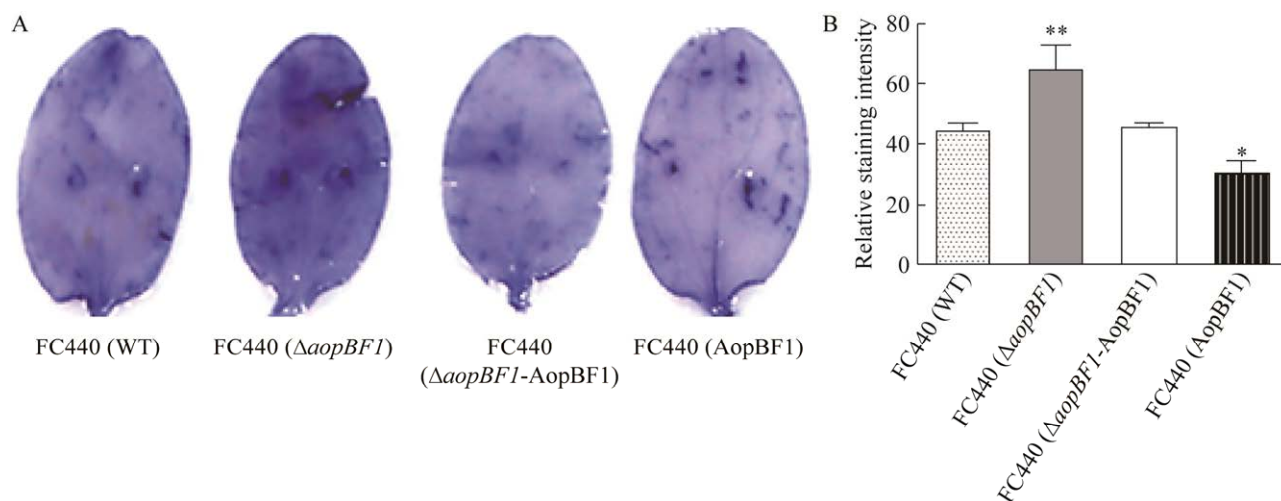 A
FC440 (WT)
FC440 (ΔaopBF1)
FC440
(ΔaopBF1-AopBF1)
FC440 (AopBF1)
B
Relative staining intensity
80
60
40
20
0
**
*
FC440 (WT)
FC440 (ΔaopBF1)
FC440 (ΔaopBF1-AopBF1)
FC440 (AopBF1)